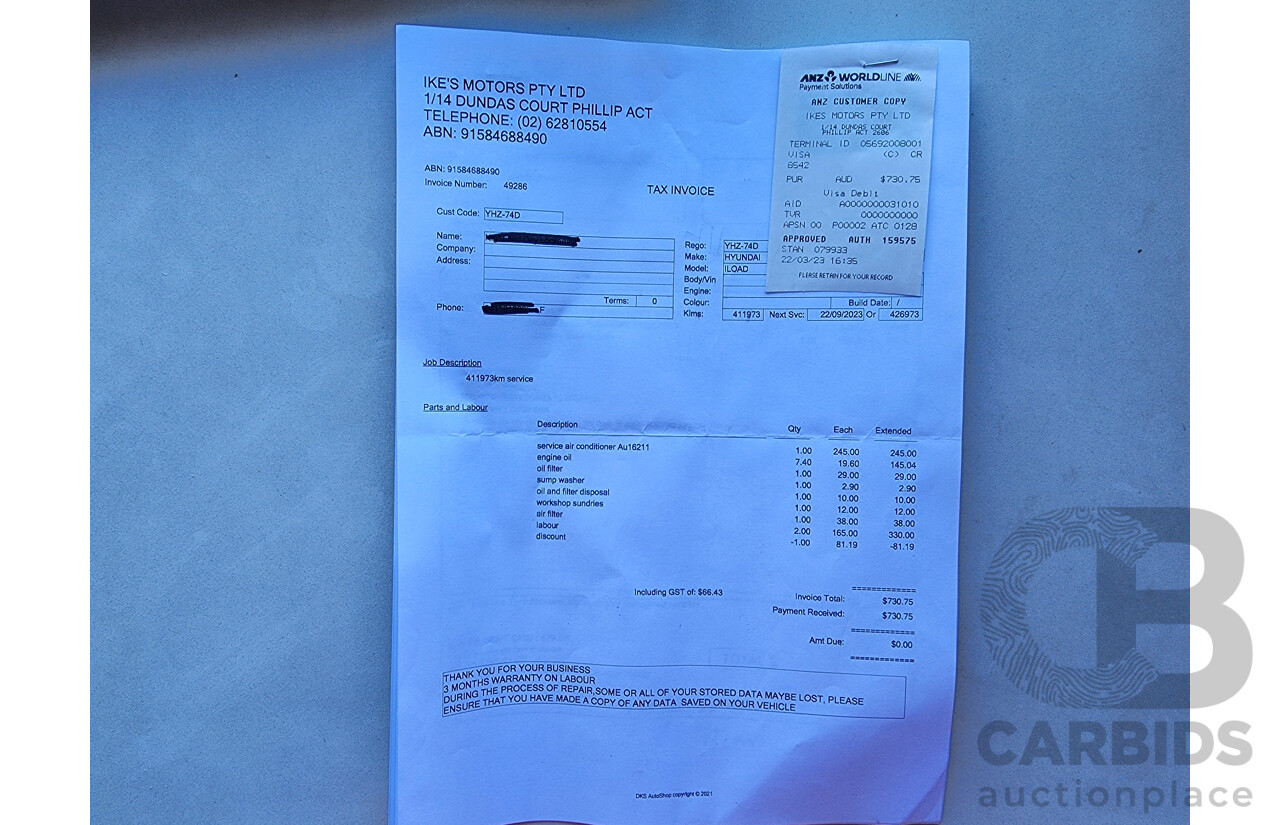 IKE'S MOTORS PTY LTD
1/14 DUNDAS COURT PHILLIP ACT
TELEPHONE: (02) 62810554
ABN: 91584688490
ABN: 91584688490
Invoice Number: 49286
TAX INVOICE
Cust Code: YHZ-74D
Name:
Company:
Address:
Terms: 0
Phone: F
Rego: YHZ-74D
Make: HYUNDAI
Model: ILOAD
Body/Vin
Engine:
Colour: Build Date: /
Klms: 411973 Next Svc: 22/09/2023 Or 426973
ANZ WORLDLINE
Payment Solutions
ANZ CUSTOMER COPY
IKES MOTORS PTY LTD
1/14 DUNDAS COURT
PHILLIP ACT 2606
TERMINAL ID 05692008001
VISA (C) CR
8542
PUR AUD $730.75
Visa Debit
AID A0000000031010
TVR 0000000000
APSN 00 P00002 ATC 0128
APPROVED AUTH 159575
STAN 079933
22/03/23 16:35
PLEASE RETAIN FOR YOUR RECORD
Job Description
411973km service
Parts and Labour
Description Qty Each Extended
service air conditioner Au16211 1.00 245.00 245.00
engine oil 7.40 19.60 145.04
oil filter 1.00 29.00 29.00
sump washer 1.00 2.90 2.90
oil and filter disposal 1.00 10.00 10.00
workshop sundries 1.00 12.00 12.00
air filter 1.00 38.00 38.00
labour 2.00 165.00 330.00
discount -1.00 81.19 -81.19
Including GST of: $66.43
Invoice Total: $730.75
Payment Received: $730.75
Amt Due: $0.00
THANK YOU FOR YOUR BUSINESS
3 MONTHS WARRANTY ON LABOUR
DURING THE PROCESS OF REPAIR,SOME OR ALL OF YOUR STORED DATA MAYBE LOST, PLEASE
ENSURE THAT YOU HAVE MADE A COPY OF ANY DATA SAVED ON YOUR VEHICLE
DKS AutoShop copyright © 2021
CB
CARBIDS
auctionplace